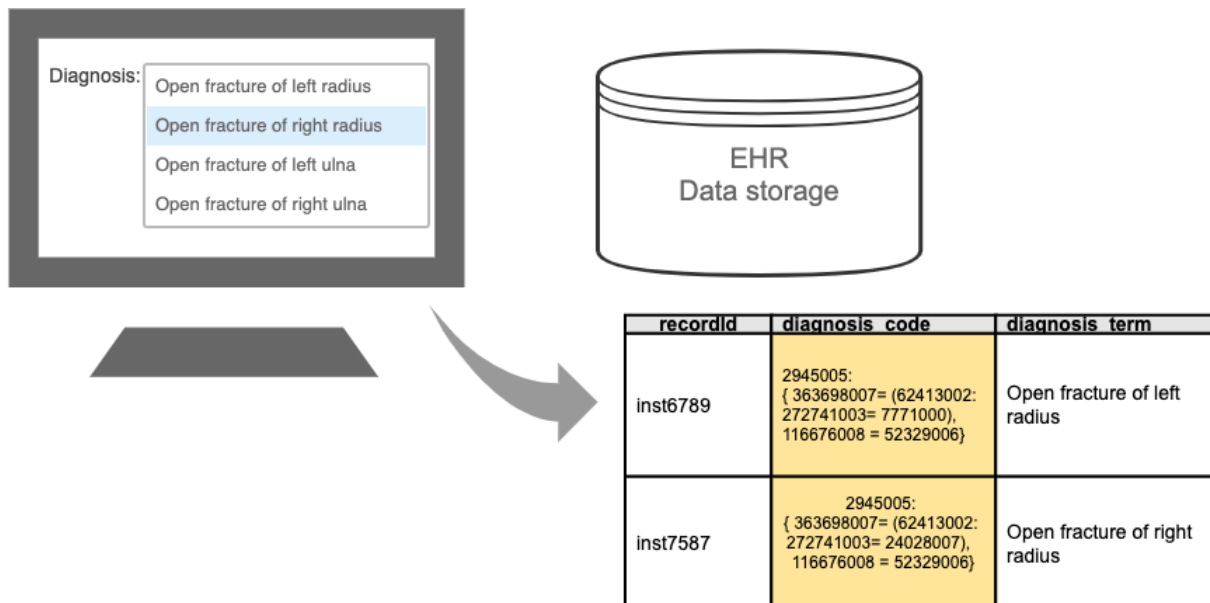 Diagnosis:
Open fracture of left radius
Open fracture of right radius
Open fracture of left ulna
Open fracture of right ulna
EHR
Data storage
recordId
diagnosis_code
diagnosis_term
inst6789
2945005:
{ 363698007= (62413002:
272741003= 7771000),
116676008 = 52329006}
Open fracture of left
radius
inst7587
2945005:
{ 363698007= (62413002:
272741003= 24028007),
116676008 = 52329006}
Open fracture of right
radius